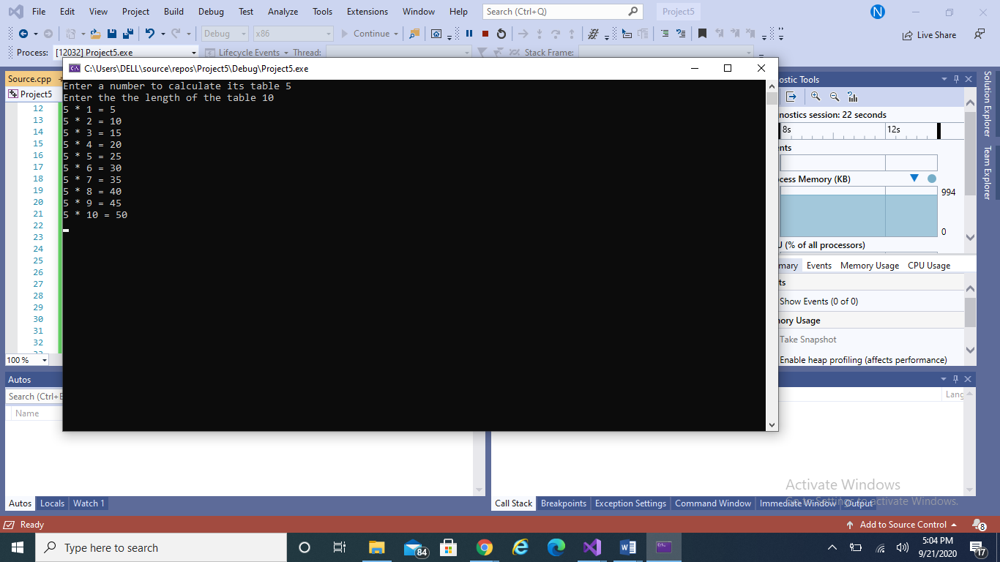 File Edit View Project Build Debug Test Analyze Tools Extensions Window Help Search (Ctrl+Q) Project5 N
Debug x86 Continue Live Share
Process: [12032] Project5.exe Lifecycle Events Thread: Stack Frame:
C:\Users\DELL\source\repos\Project5\Debug\Project5.exe
Source.cpp
Project5
12
13
14
15
16
17
18
19
20
21
22
23
24
25
26
27
28
29
30
31
32
100 %
Enter a number to calculate its table 5
Enter the the length of the table 10
5 * 1 = 5
5 * 2 = 10
5 * 3 = 15
5 * 4 = 20
5 * 5 = 25
5 * 6 = 30
5 * 7 = 35
5 * 8 = 40
5 * 9 = 45
5 * 10 = 50
ostic Tools
nostics session: 22 seconds
8s 12s
ents
cess Memory (KB)
994
0
U (% of all processors)
mary Events Memory Usage CPU Usage
ts
Show Events (0 of 0)
ory Usage
Take Snapshot
Enable heap profiling (affects performance)
Solution Explorer
Team Explorer
Autos
Search (Ctrl+E
Name
Lang
Autos Locals Watch 1
Call Stack Breakpoints Exception Settings Command Window Immediate Window Output
Activate Windows
Go to Settings to activate Windows.
Ready Add to Source Control 8
Type here to search 84
5:04 PM
9/21/2020
17